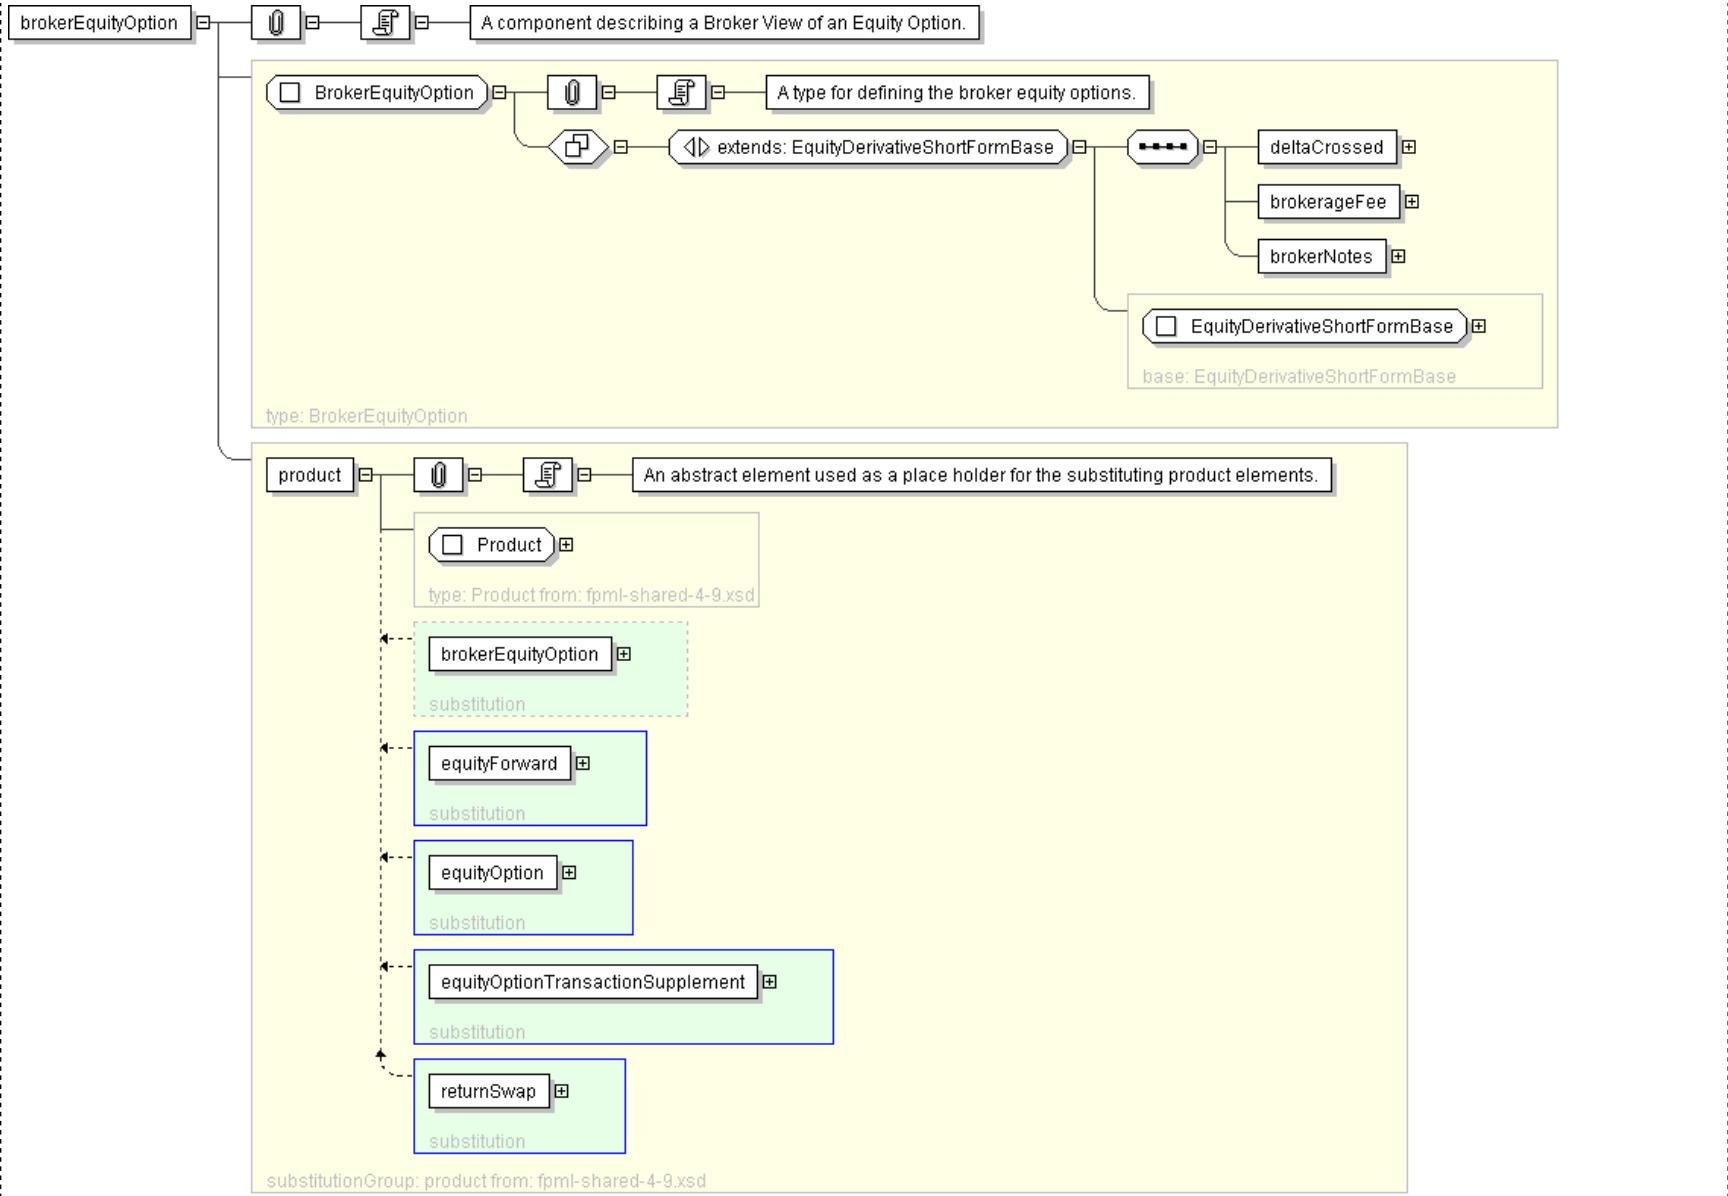 brokerEquityOption
A component describing a Broker View of an Equity Option.
BrokerEquityOption
A type for defining the broker equity options.
extends: EquityDerivativeShortFormBase
deltaCrossed
brokerageFee
brokerNotes
EquityDerivativeShortFormBase
base: EquityDerivativeShortFormBase
type: BrokerEquityOption
product
An abstract element used as a place holder for the substituting product elements.
Product
type: Product from: fpml-shared-4-9.xsd
brokerEquityOption
substitution
equityForward
substitution
equityOption
substitution
equityOptionTransactionSupplement
substitution
returnSwap
substitution
substitutionGroup: product from: fpml-shared-4-9.xsd